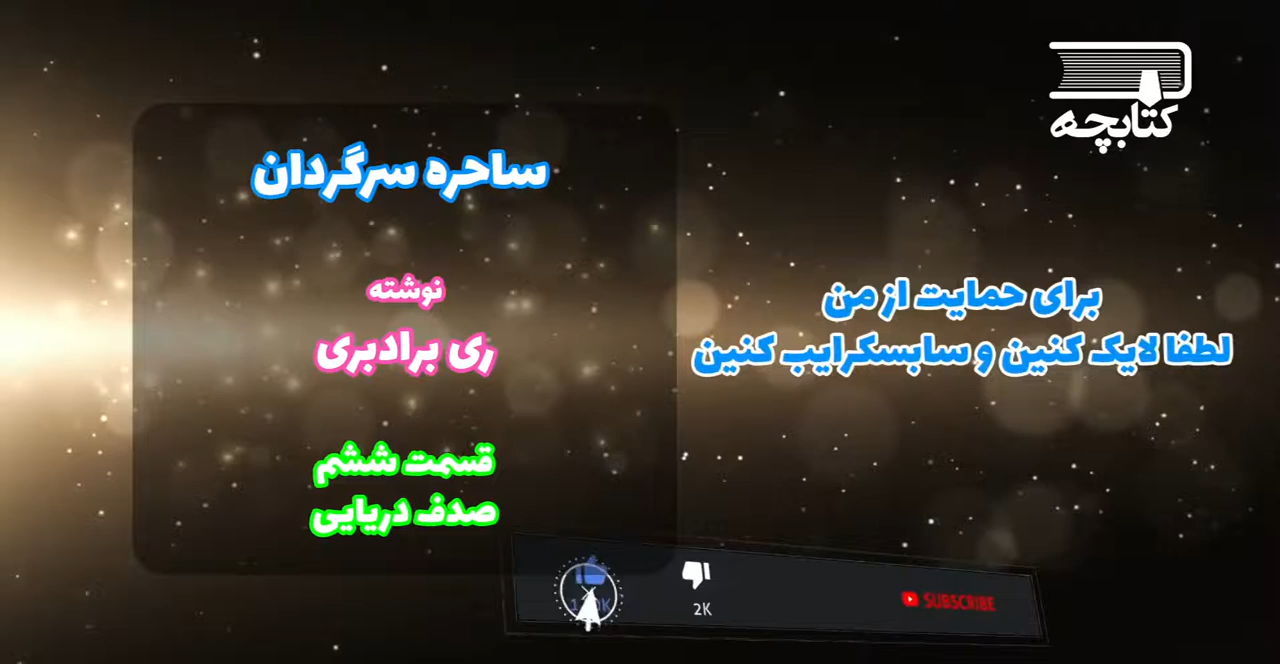 کتابچه
ساحره سرگردان
نوشته
ری برادبری
قسمت ششم
صدف دریایی
برای حمایت از من
لطفا لایک کنین و سابسکرایب کنین
2K
SUBSCRIBE